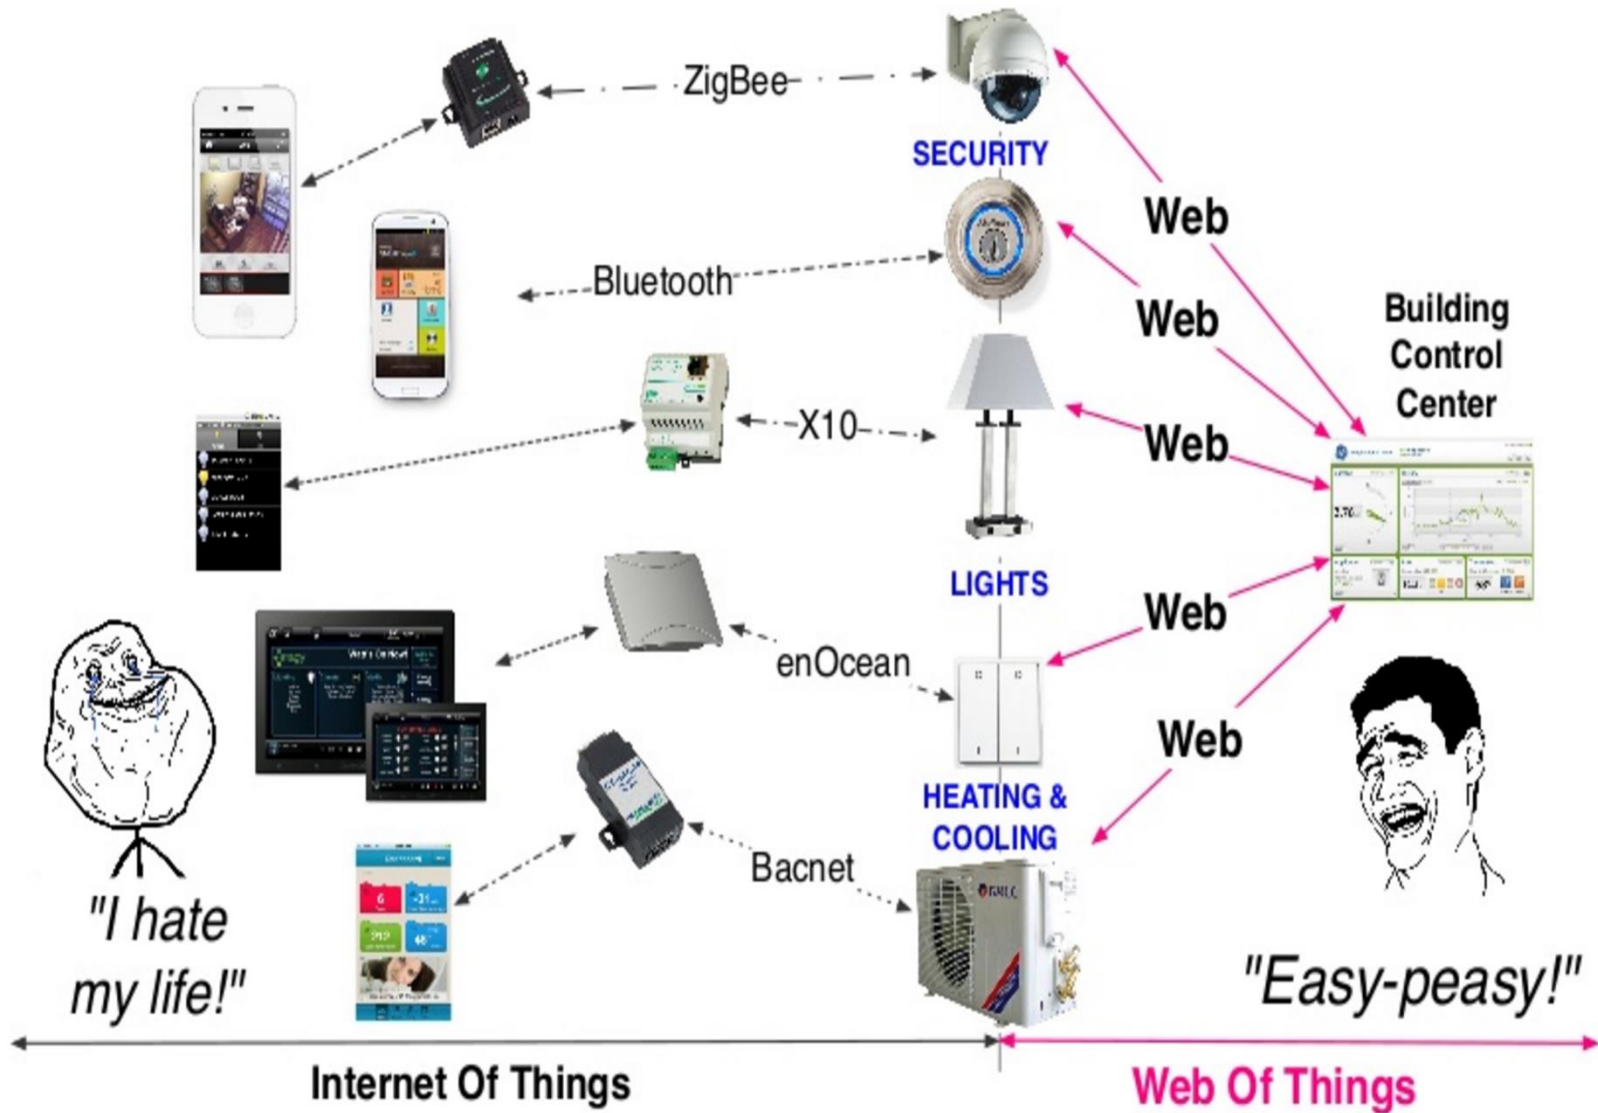 ZigBee
SECURITY
Web
Bluetooth
Web
Building
Control
Center
X10
Web
LIGHTS
Web
enOcean
Web
HEATING &
COOLING
Bacnet
"I hate
my life!"
"Easy-peasy!"
Internet Of Things
Web Of Things